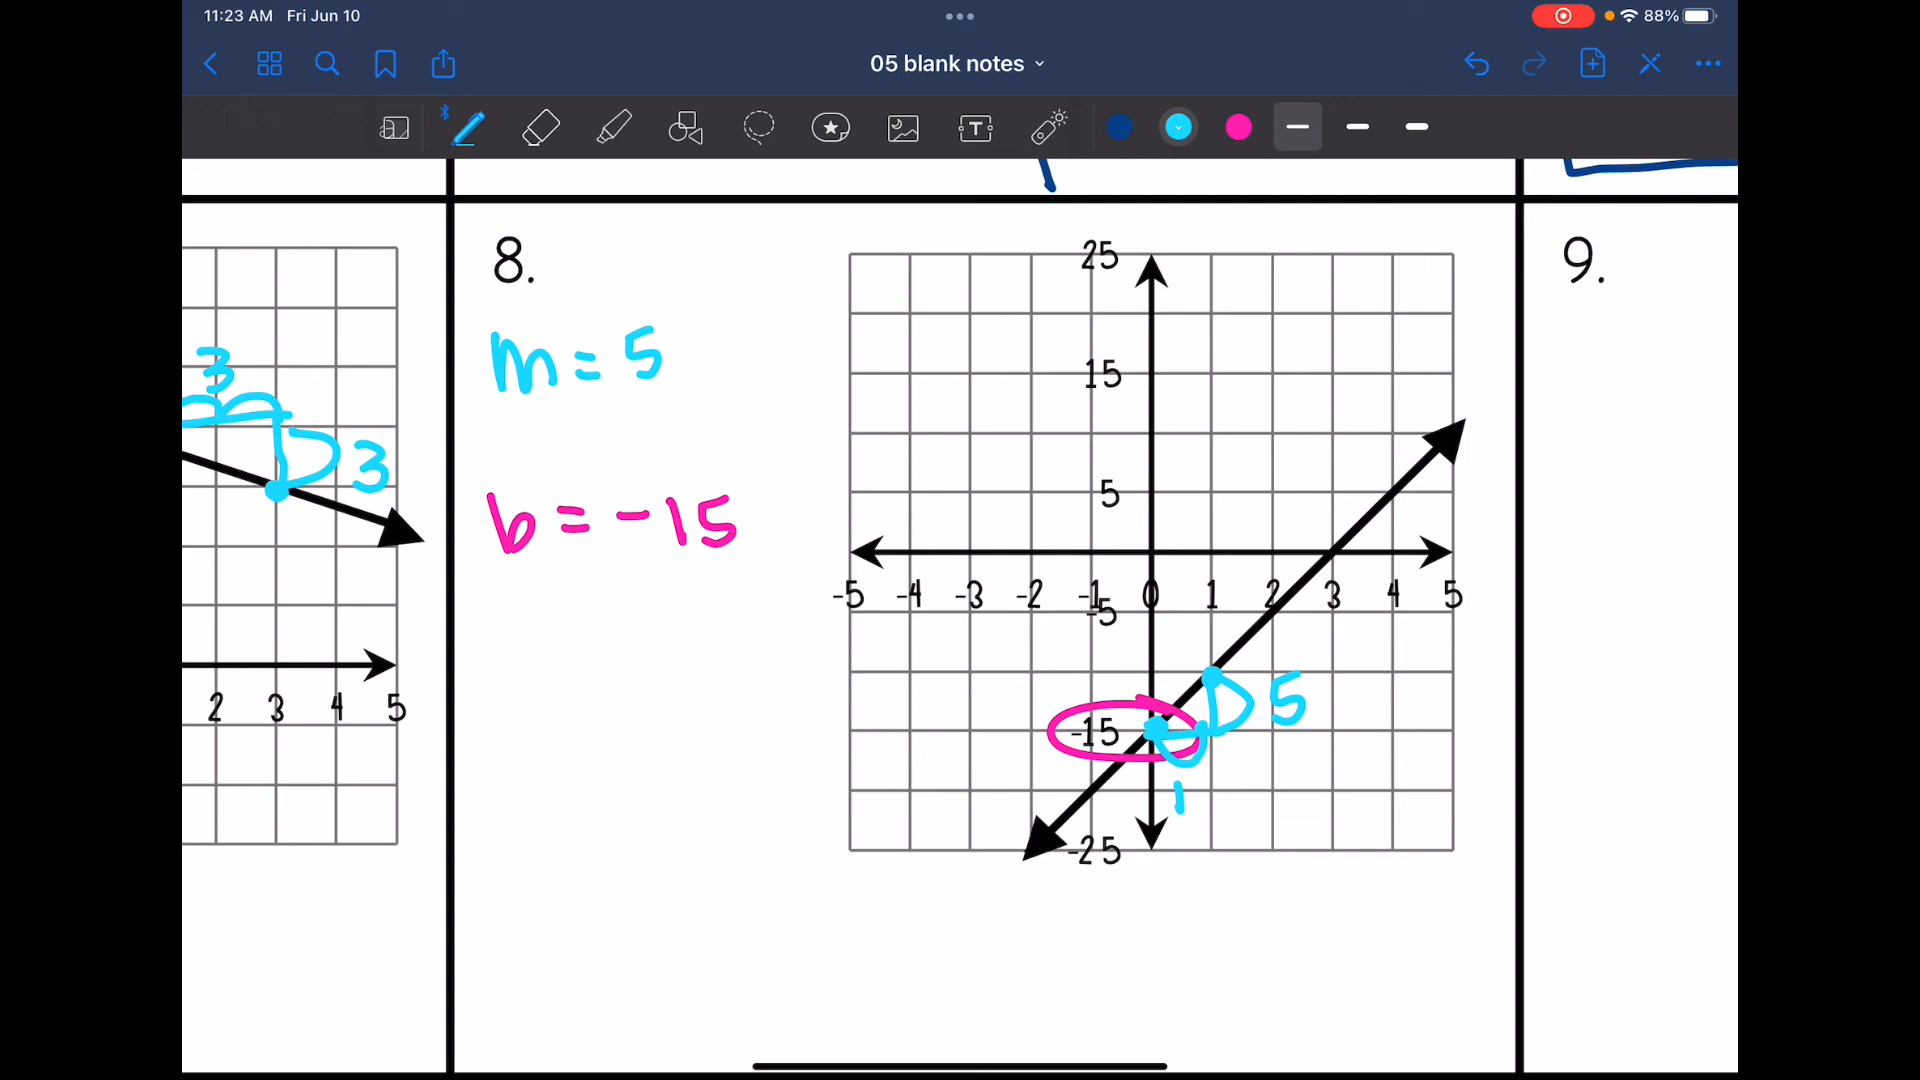 11:23 AM Fri Jun 10
88%
05 blank notes
8.
9.
m = 5
b = -15
3
3
2 3 4 5
25
15
5
-5 -4 -3 -2 -1 0 1 2 3 4 5
-5
-15
-25
5
1